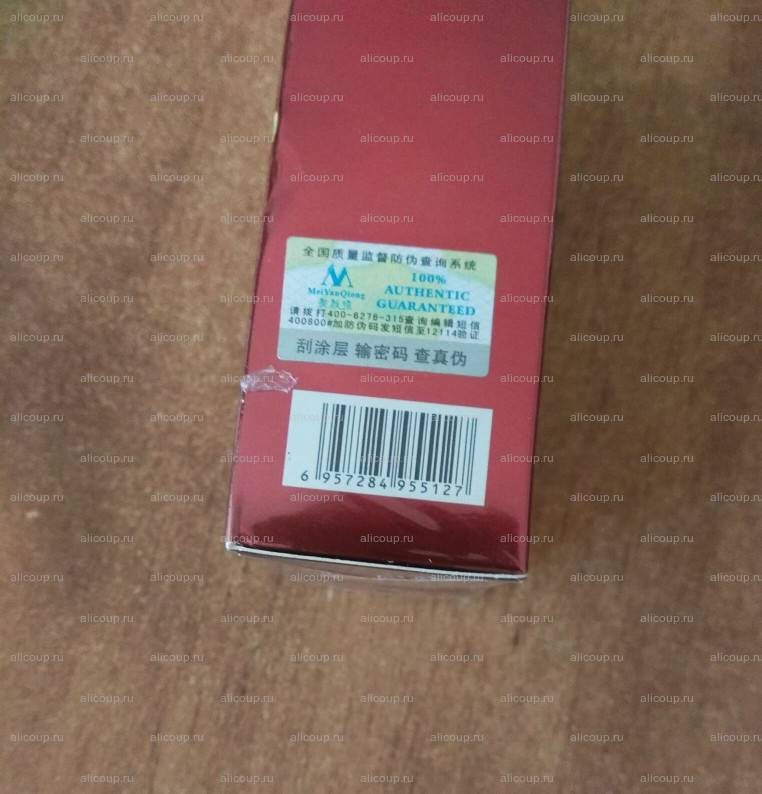 全国质量监督防伪查询系统
MeiYanQiong
100%
AUTHENTIC
GUARANTEED
请拨打400-6276-315查询编辑短信
400800#加防伪码发短信至12114验证
刮涂层 输密码 查真伪
6 957284 955127
alicoup.ru